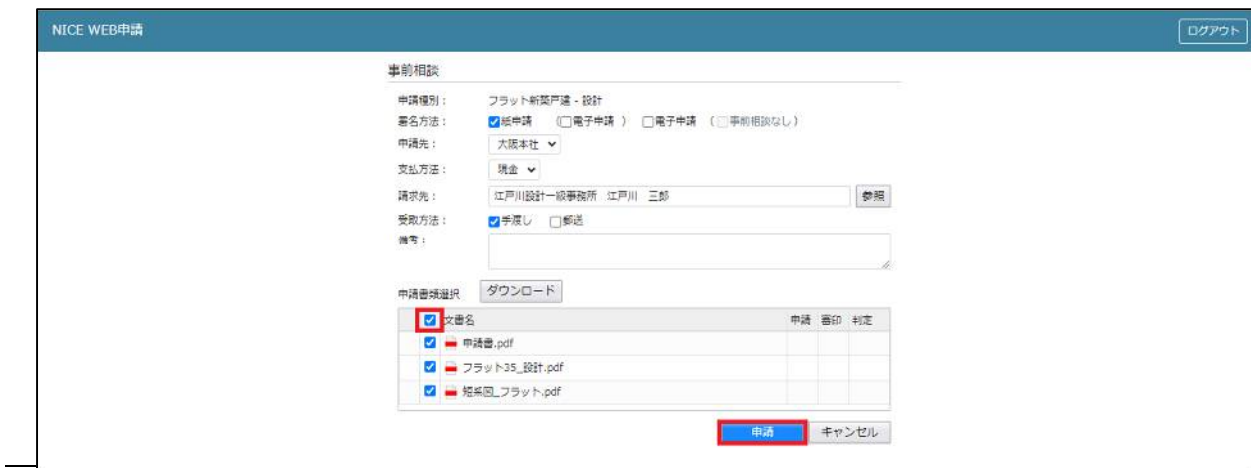 NICE WEB申請
ログアウト
事前相談
申請種別： フラット新築戸建 - 設計
署名方法： 紙申請 （ 電子申請 ） 電子申請 （ 事前相談なし）
申請先： 大阪本社
支払方法： 現金
請求先： 江戸川設計一級事務所 江戸川 三郎 参照
受取方法： 手渡し 郵送
備考：
申請書類選択 ダウンロード
文書名 申請 審印 判定
申請書.pdf
フラット35_設計.pdf
矩系図_フラット.pdf
申請 キャンセル